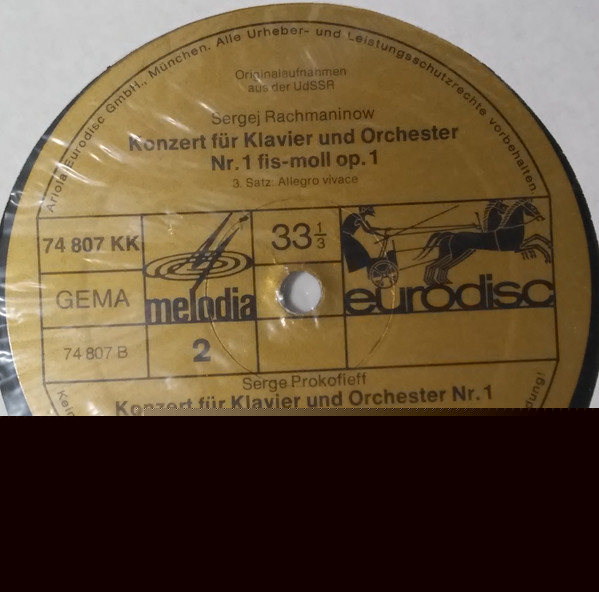 Ariola-Eurodisc GmbH., München. Alle Urheber- und Leistungsschutzrechte vorbehalten.
Originalaufnahmen
aus der UdSSR
Sergej Rachmaninow
Konzert für Klavier und Orchester
Nr. 1 fis-moll op. 1
3. Satz: Allegro vivace
74 807 KK
33 1/3
GEMA
melodia
eurodisc
74 807 B
2
Serge Prokofieff
Konzert für Klavier und Orchester Nr. 1